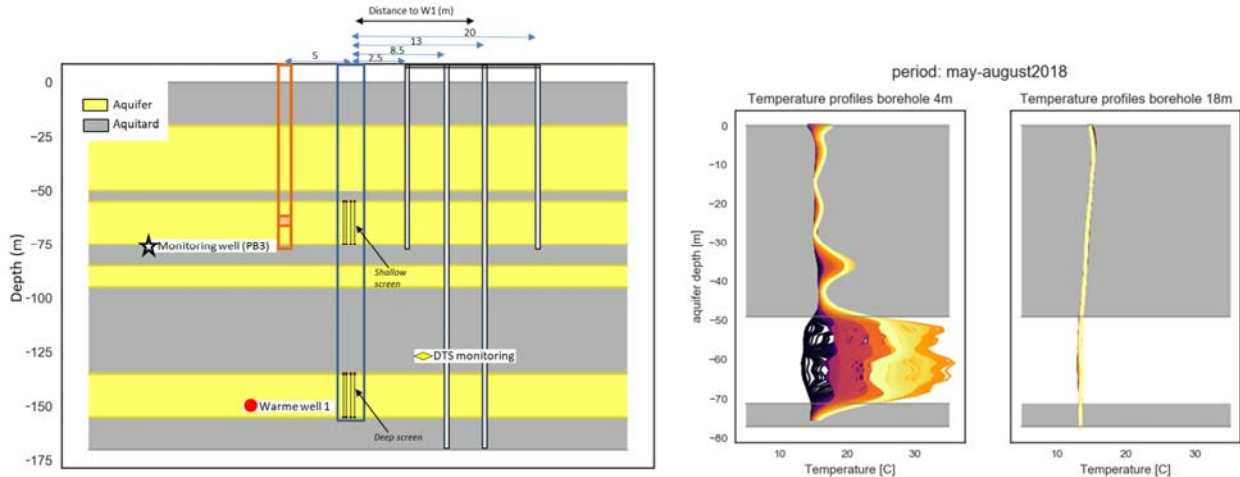 Distance to W1 (m)
20
13
8.5
5
2.5
0
−25
−50
−75
−100
−125
−150
−175
Depth (m)
Aquifer
Aquitard
Monitoring well (PB3)
Shallow
screen
DTS monitoring
Warme well 1
Deep screen
period: may-august2018
Temperature profiles borehole 4m
Temperature profiles borehole 18m
0
−10
−20
−30
−40
−50
−60
−70
−80
aquifer depth [m]
10
20
30
Temperature [C]
10
20
30
Temperature [C]